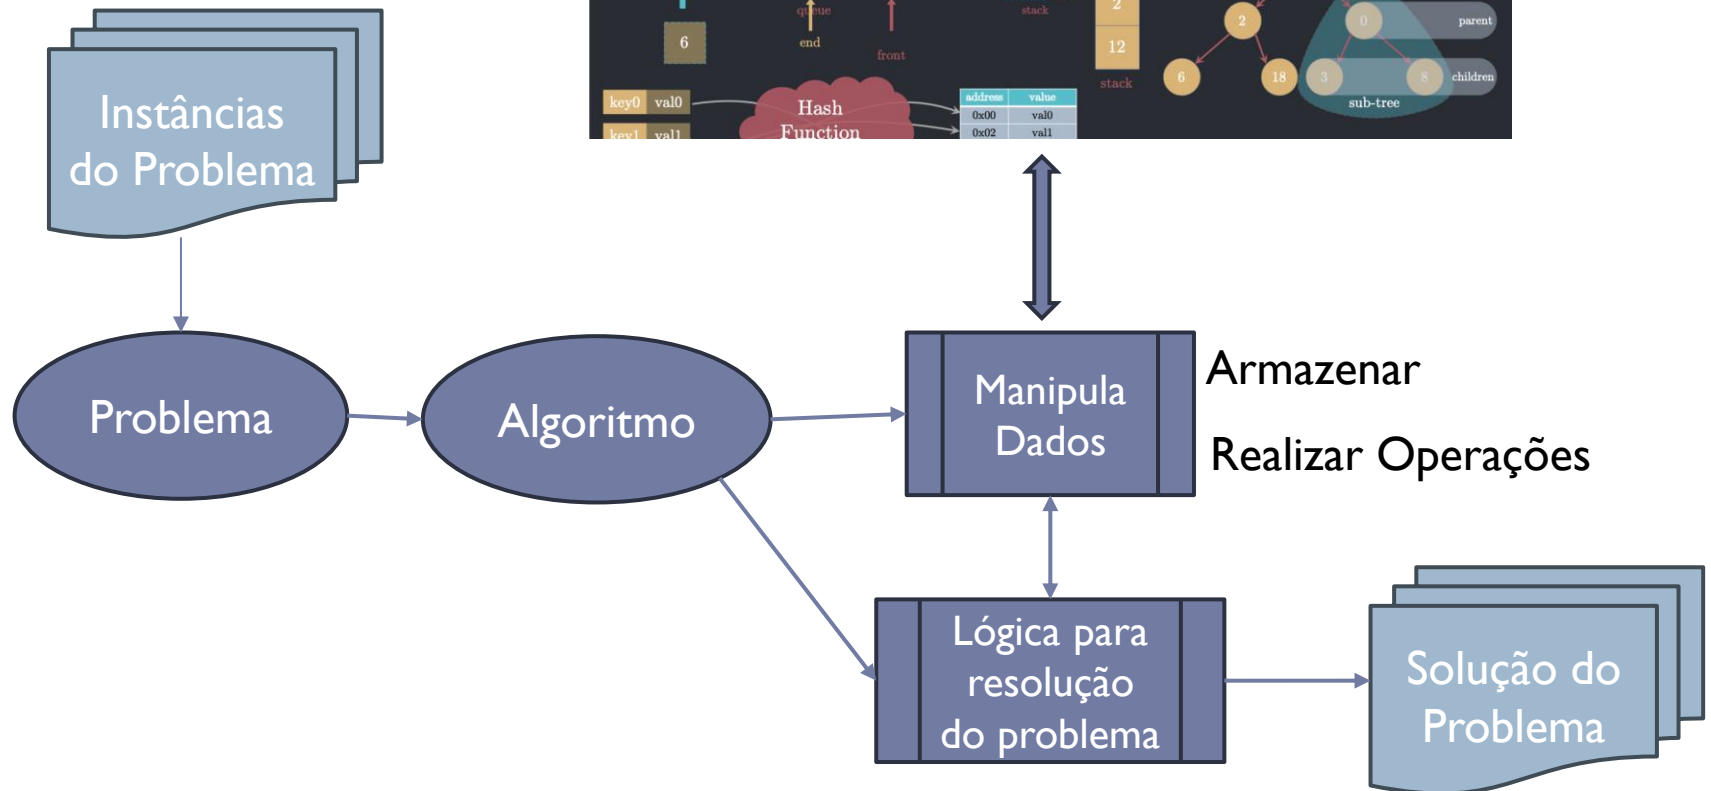 queue
stack
2
6
end
front
12
stack
2
0
parent
6
18
3
8
children
sub-tree
key0 val0
Hash
Function
address value
0x00 val0
0x02 val1
key1 val1
Instâncias
do Problema
Problema
Algoritmo
Manipula
Dados
Armazenar
Realizar Operações
Lógica para
resolução
do problema
Solução do
Problema